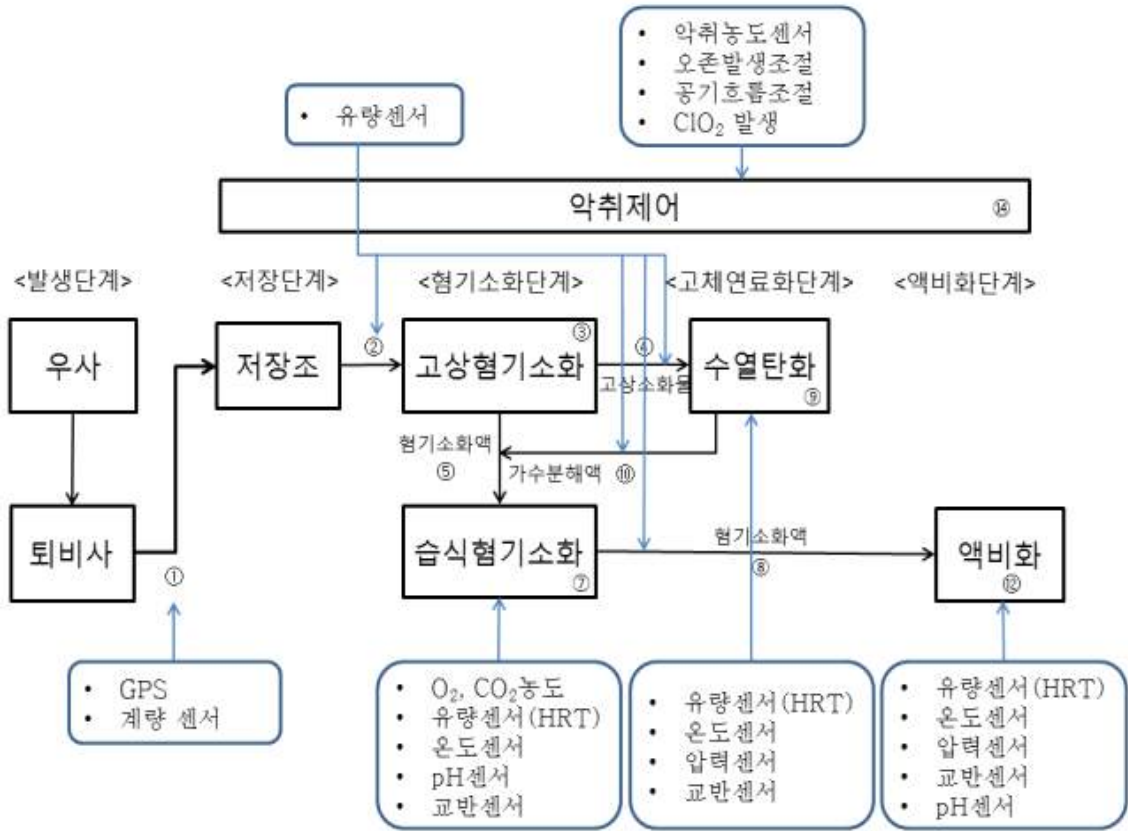 • 악취농도센서
• 오존발생조절
• 공기흐름조절
• ClO₂ 발생
• 유량센서
악취제어 ⑭
<발생단계> <저장단계> <혐기소화단계> <고체연료화단계> <액비화단계>
우사
저장조
②
고상혐기소화 ③
④
고상소화물
수열탄화 ⑨
혐기소화액
⑤
가수분해액 ⑩
퇴비사
①
습식혐기소화 ⑦
혐기소화액
⑧
액비화 ⑫
• GPS
• 계량 센서
• O₂, CO₂농도
• 유량센서(HRT)
• 온도센서
• pH센서
• 교반센서
• 유량센서(HRT)
• 온도센서
• 압력센서
• 교반센서
• 유량센서(HRT)
• 온도센서
• 압력센서
• 교반센서
• pH센서